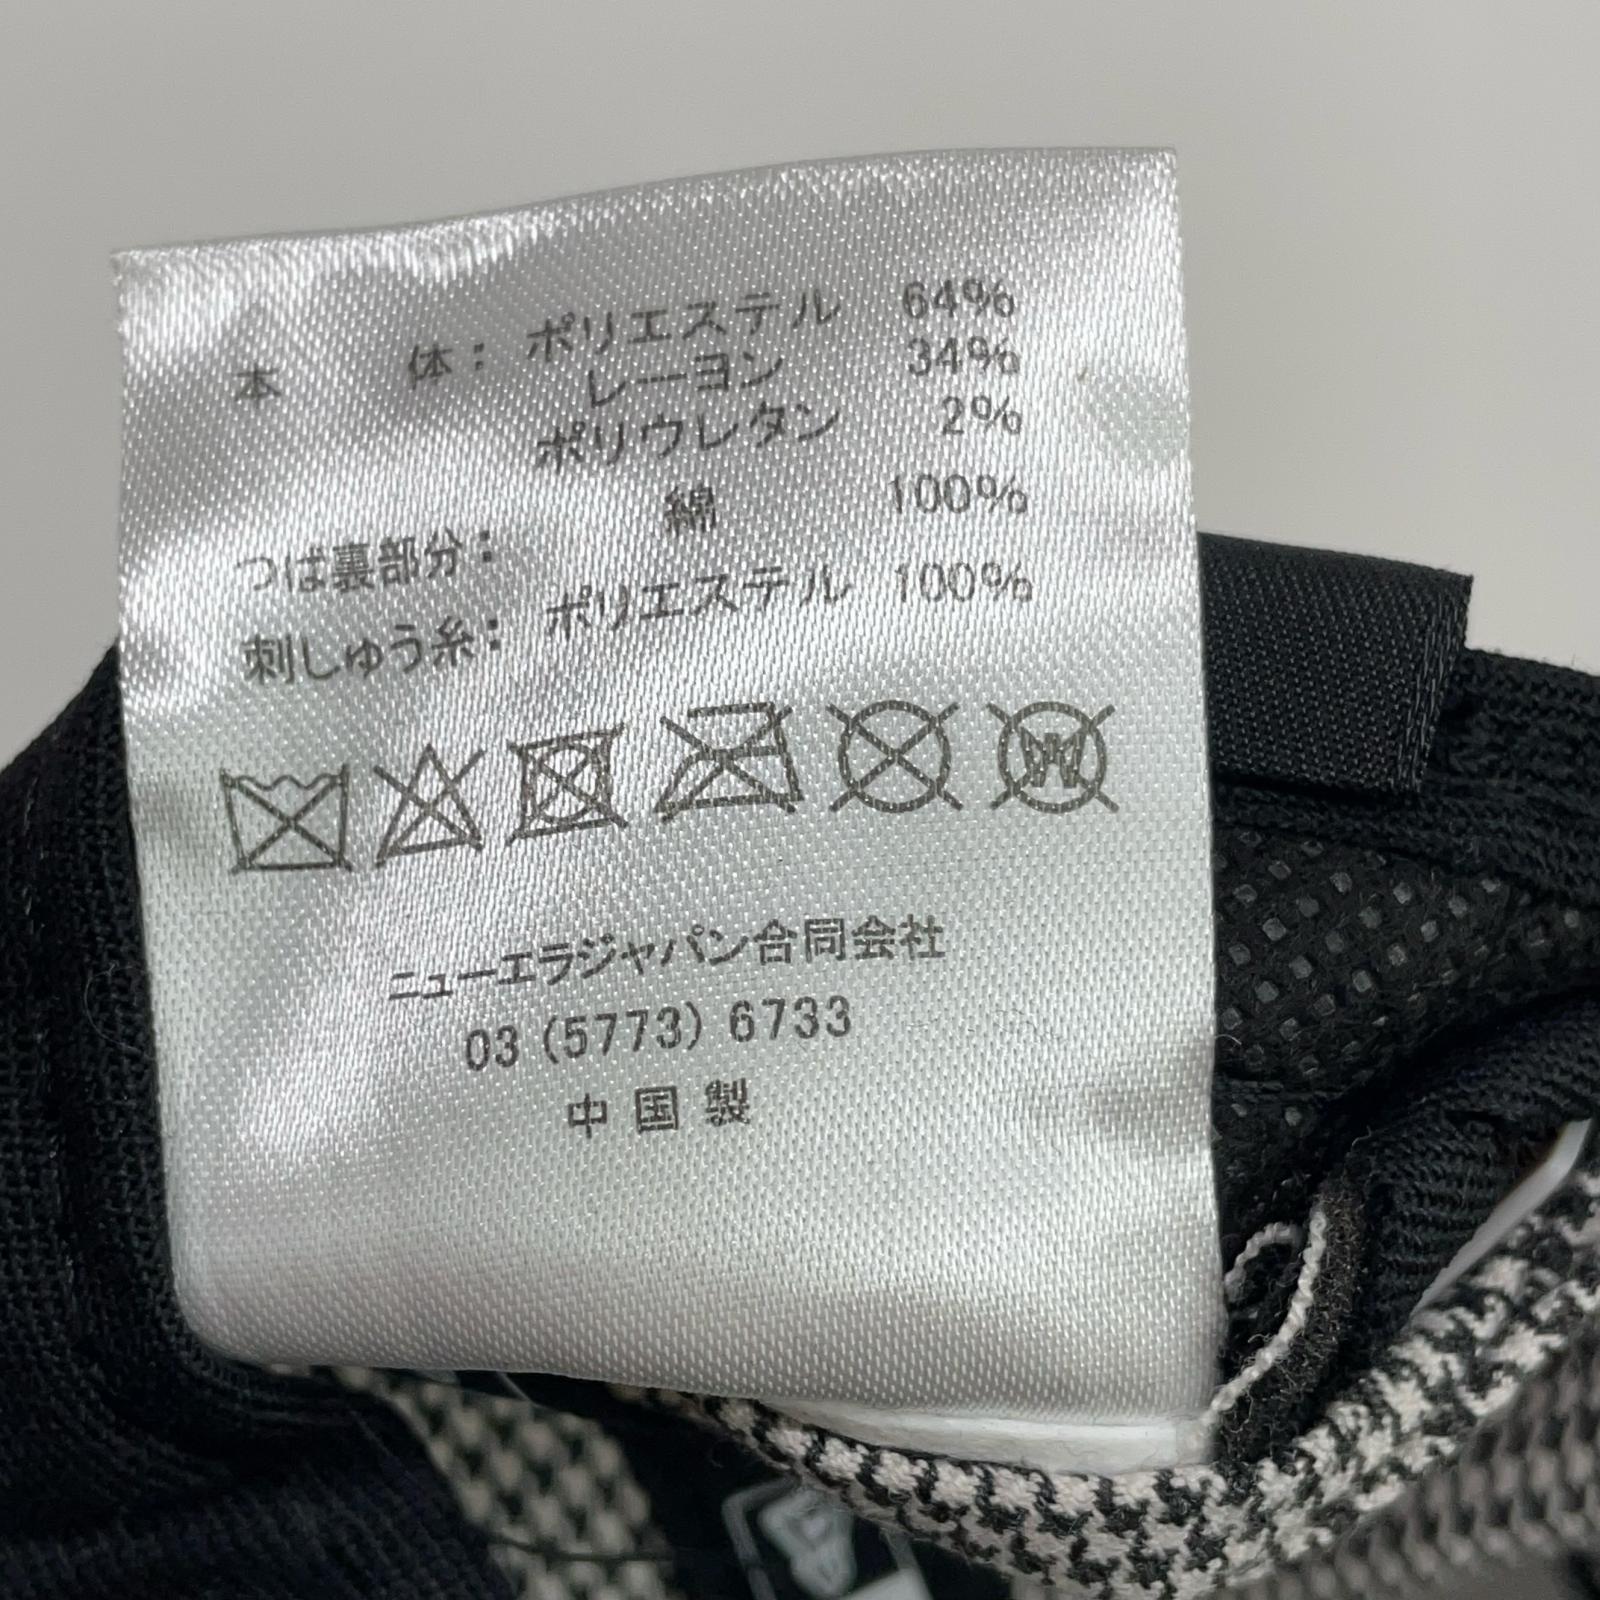 本　体：ポリエステル 64%
レーヨン 34%
ポリウレタン 2%
つば裏部分： 綿 100%
刺しゅう糸：ポリエステル 100%
W
ニューエラジャパン合同会社
03 (5773) 6733
中国製